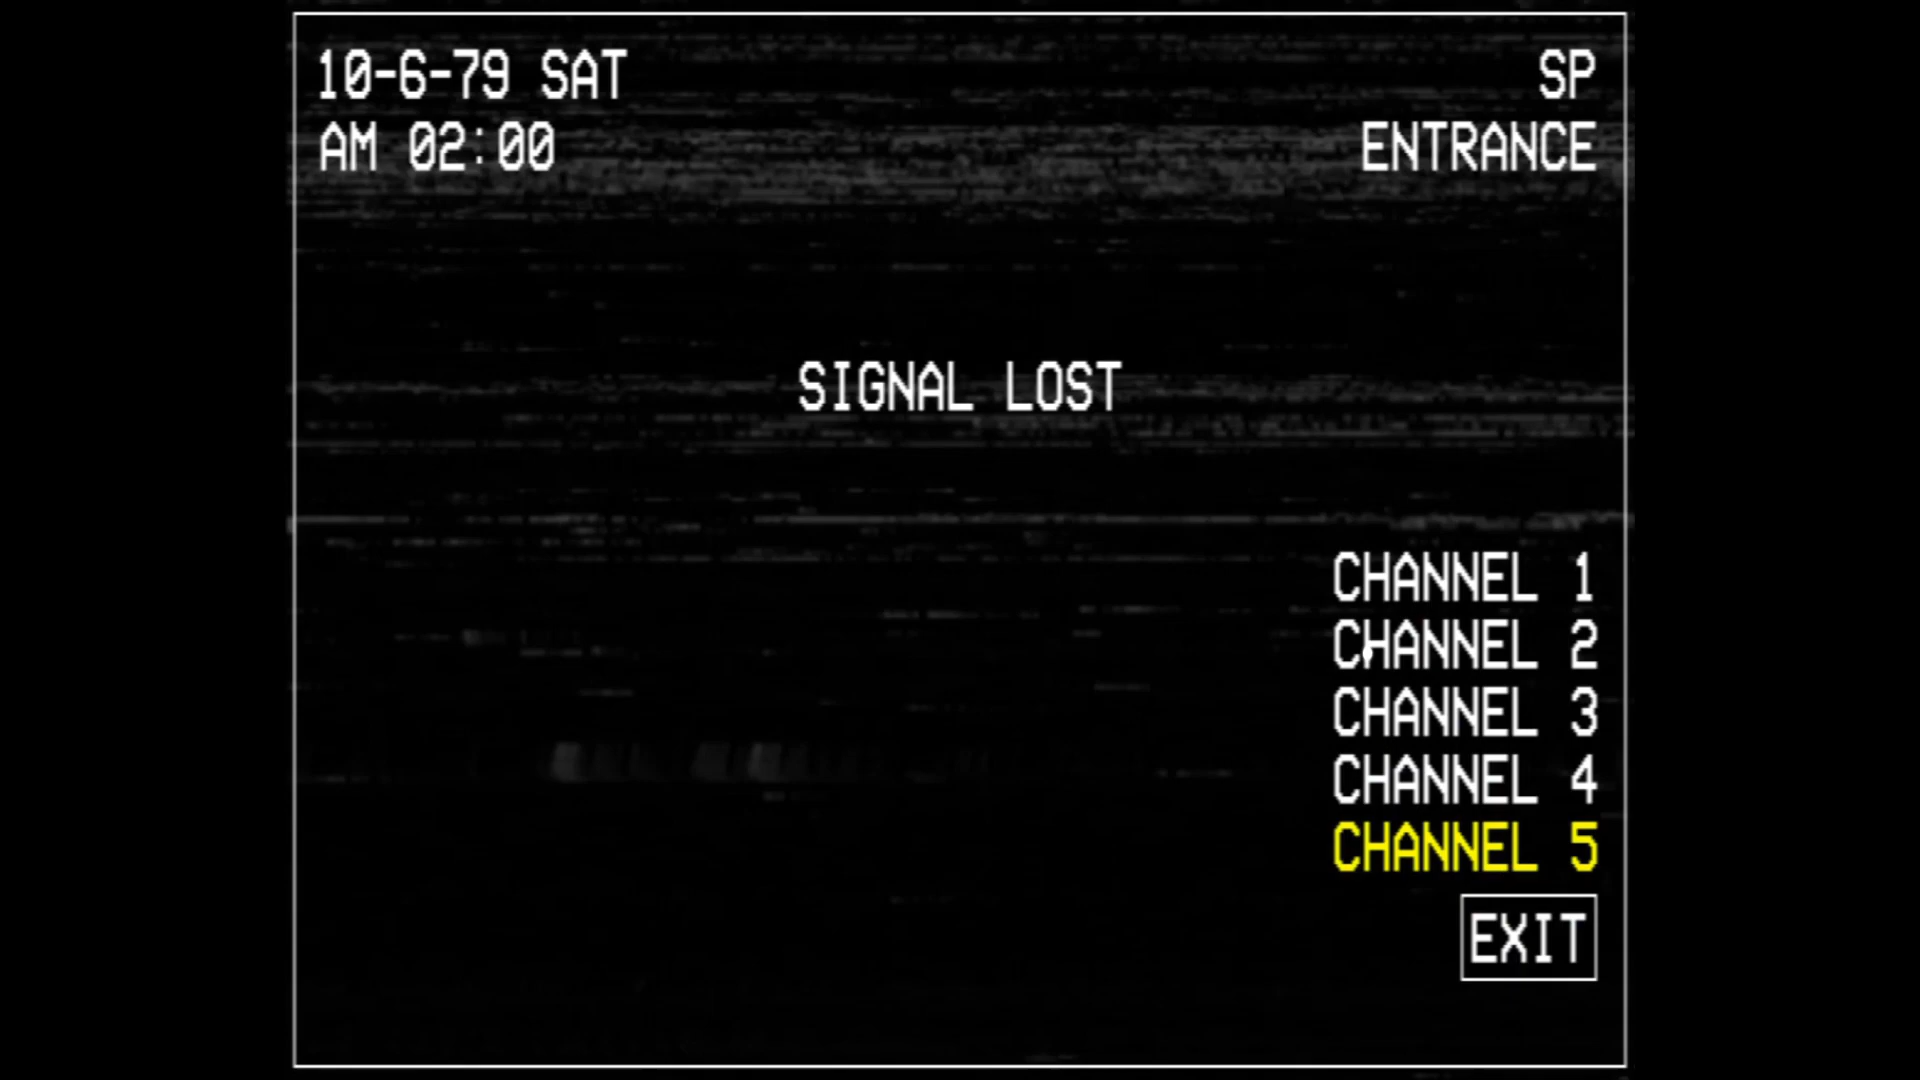 10-6-79 SAT
SP
AM 02:00
ENTRANCE
SIGNAL LOST
CHANNEL 1
CHANNEL 2
CHANNEL 3
CHANNEL 4
CHANNEL 5
EXIT